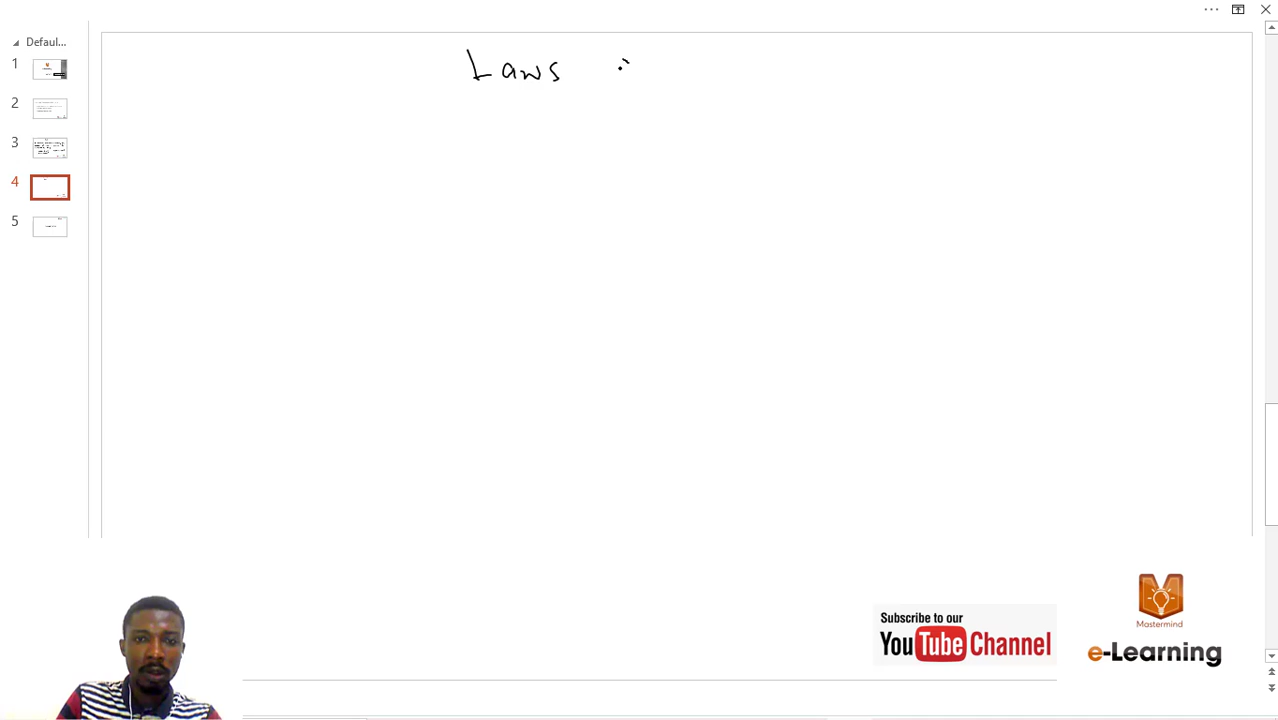 Defaul...
1
2
3
4
5
Laws
Subscribe to our
YouTube Channel
Mastermind
e-Learning